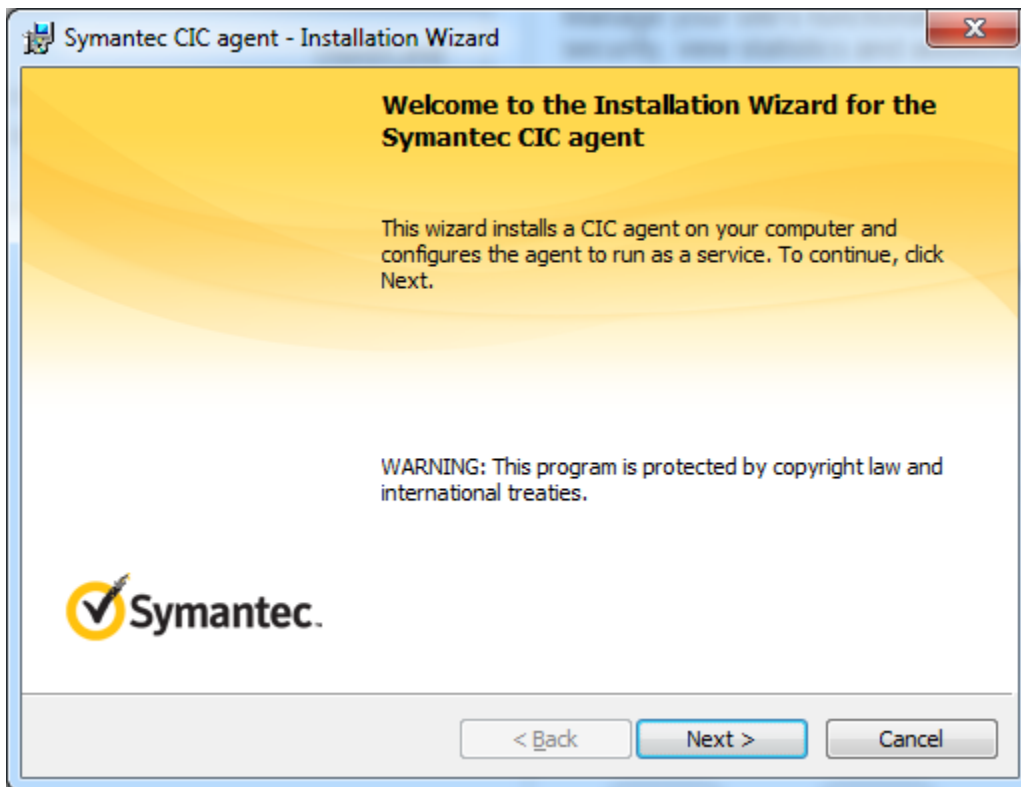 Symantec CIC agent - Installation Wizard
Welcome to the Installation Wizard for the
Symantec CIC agent
This wizard installs a CIC agent on your computer and
configures the agent to run as a service. To continue, click
Next.
WARNING: This program is protected by copyright law and
international treaties.
Symantec.
< Back
Next >
Cancel